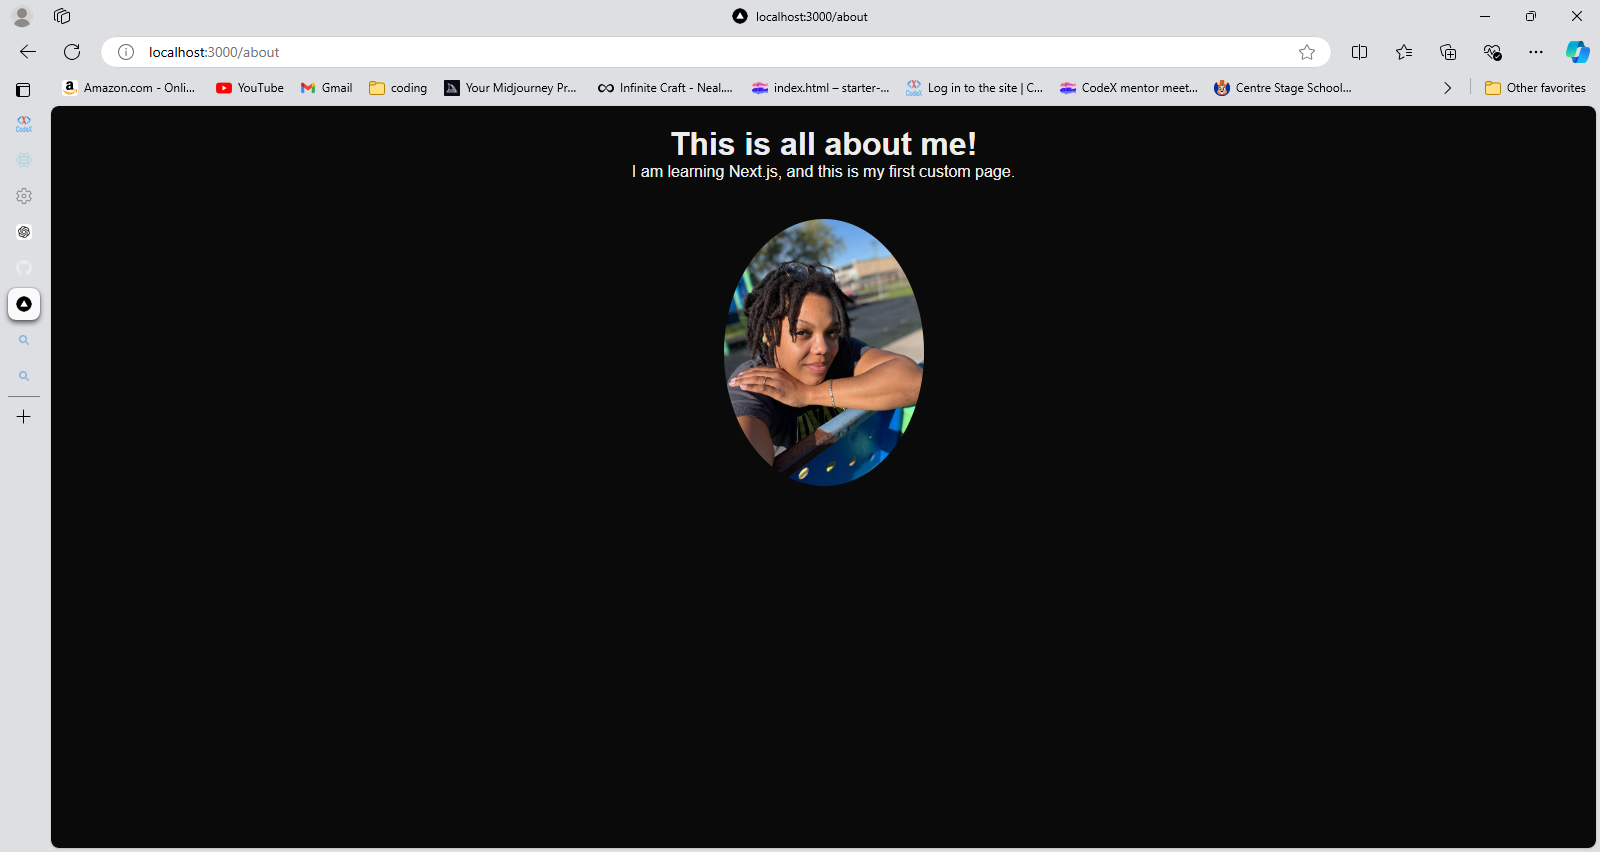 localhost:3000/about
localhost:3000/about
Amazon.com - Onli...
YouTube
Gmail
coding
Your Midjourney Pr...
Infinite Craft - Neal....
index.html – starter-...
Log in to the site | C...
CodeX mentor meet...
Centre Stage School...
Other favorites
CodeX
This is all about me!
I am learning Next.js, and this is my first custom page.